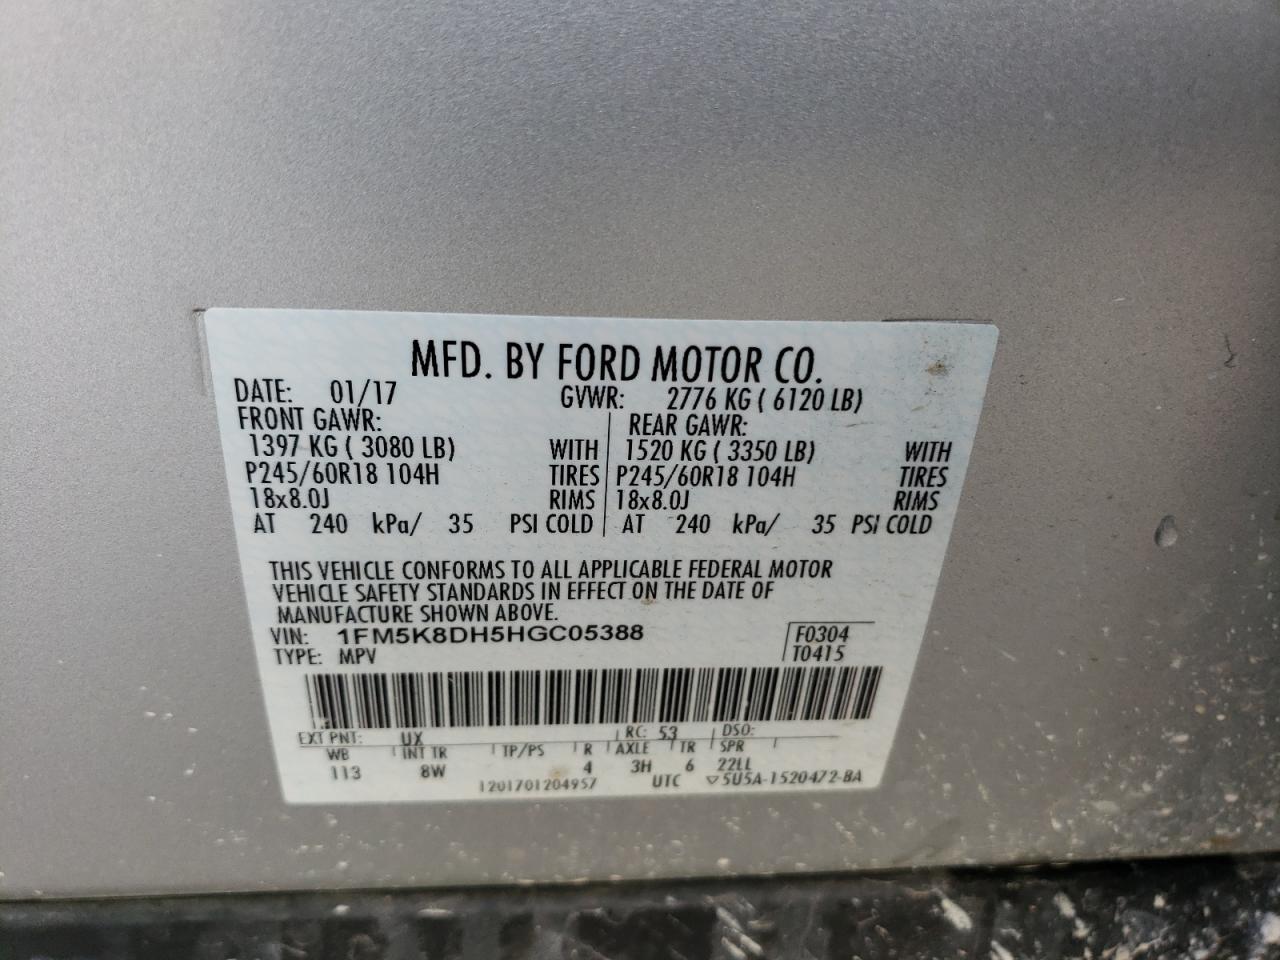 MFD. BY FORD MOTOR CO.
DATE: 01/17 GVWR: 2776 KG ( 6120 LB)
FRONT GAWR: REAR GAWR:
1397 KG ( 3080 LB) WITH 1520 KG ( 3350 LB) WITH
P245/60R18 104H TIRES P245/60R18 104H TIRES
18x8.0J RIMS 18x8.0J RIMS
AT 240 kPa/ 35 PSI COLD AT 240 kPa/ 35 PSI COLD
THIS VEHICLE CONFORMS TO ALL APPLICABLE FEDERAL MOTOR
VEHICLE SAFETY STANDARDS IN EFFECT ON THE DATE OF
MANUFACTURE SHOWN ABOVE.
VIN: 1FM5K8DH5HGC05388 F0304
TYPE: MPV T0415
EXT PNT: UX RC: 53 DSO:
WB INT TR TP/PS R AXLE TR SPR
113 8W 4 3H 6 22LL
1201701204957 UTC ▽5U5A-1520472-BA